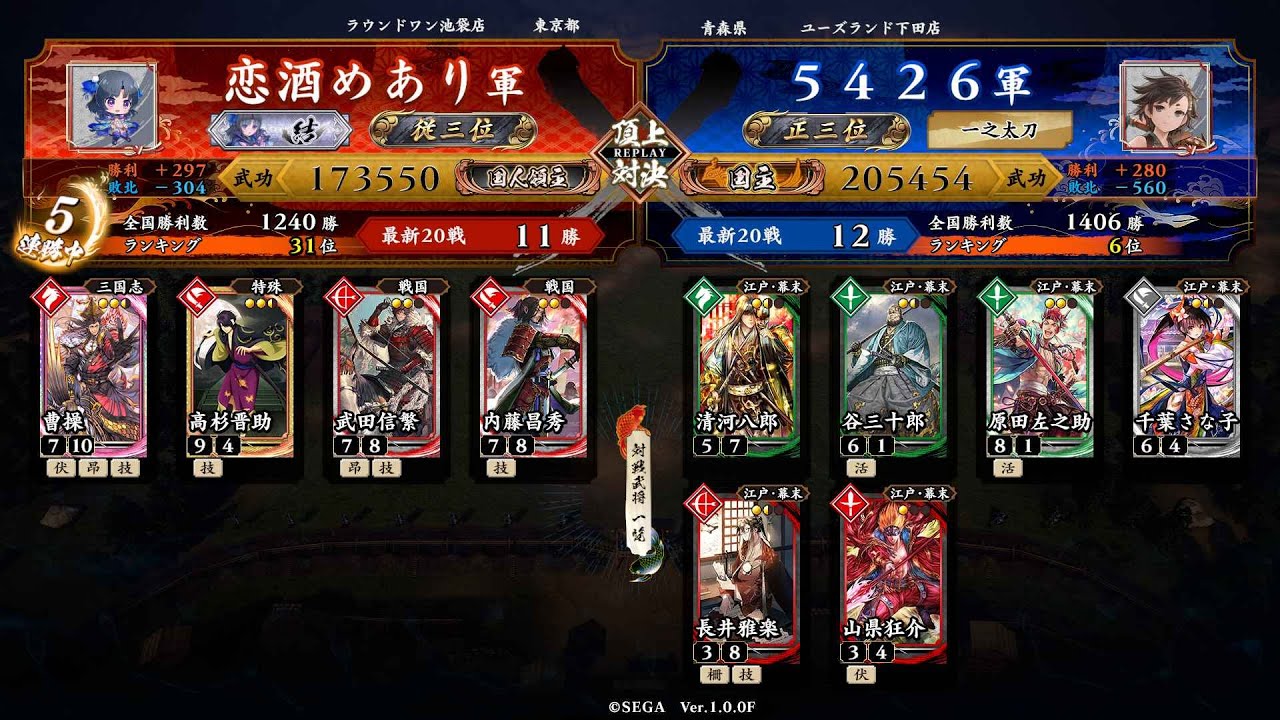 ラウンドワン池袋店 東京都
青森県 ユーズランド下田店
恋酒めあり軍
5426軍
結 従三位
正三位 一之太刀
頂上
REPLAY
対決
勝利 +297
敗北 -304
武功 173550 国人領主
国主 205454 武功
勝利 +280
敗北 -560
5
連勝中
全国勝利数 1240勝
ランキング 31位
最新20戦 11勝
最新20戦 12勝
全国勝利数 1406勝
ランキング 6位
三国志
曹操
7 10
伏 昂 技
特殊
高杉晋助
9 4
技
戦国
武田信繁
7 8
昂 技
戦国
内藤昌秀
7 8
技
対戦武将一覧
江戸・幕末
清河八郎
5 7
江戸・幕末
谷三十郎
6 1
活
江戸・幕末
原田左之助
8 1
活
江戸・幕末
千葉さな子
6 4
江戸・幕末
長井雅楽
3 8
柵 技
江戸・幕末
山県狂介
3 4
伏
©SEGA Ver.1.0.0F